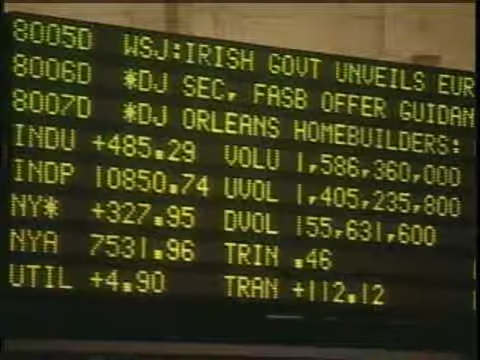 8005D WSJ:IRISH GOVT UNVEILS EUR
8006D *DJ SEC, FASB OFFER GUIDAN
8007D *DJ ORLEANS HOMEBUILDERS:
INDU +485.29 VOLU 1,586,360,000
INDP 10850.74 UVOL 1,405,235,800
NY* +327.95 DVOL 155,631,600
NYA 7531.96 TRIN .46
UTIL +4.90 TRAN +112.12